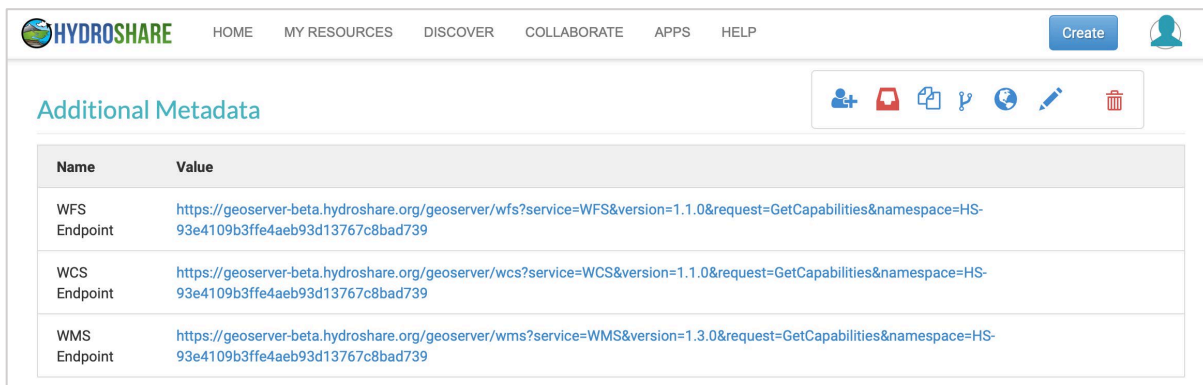 HYDROSHARE HOME MY RESOURCES DISCOVER COLLABORATE APPS HELP Create
Additional Metadata
Name Value
WFS https://geoserver-beta.hydroshare.org/geoserver/wfs?service=WFS&version=1.1.0&request=GetCapabilities&namespace=HS-
Endpoint 93e4109b3ffe4aeb93d13767c8bad739
WCS https://geoserver-beta.hydroshare.org/geoserver/wcs?service=WCS&version=1.1.0&request=GetCapabilities&namespace=HS-
Endpoint 93e4109b3ffe4aeb93d13767c8bad739
WMS https://geoserver-beta.hydroshare.org/geoserver/wms?service=WMS&version=1.3.0&request=GetCapabilities&namespace=HS-
Endpoint 93e4109b3ffe4aeb93d13767c8bad739